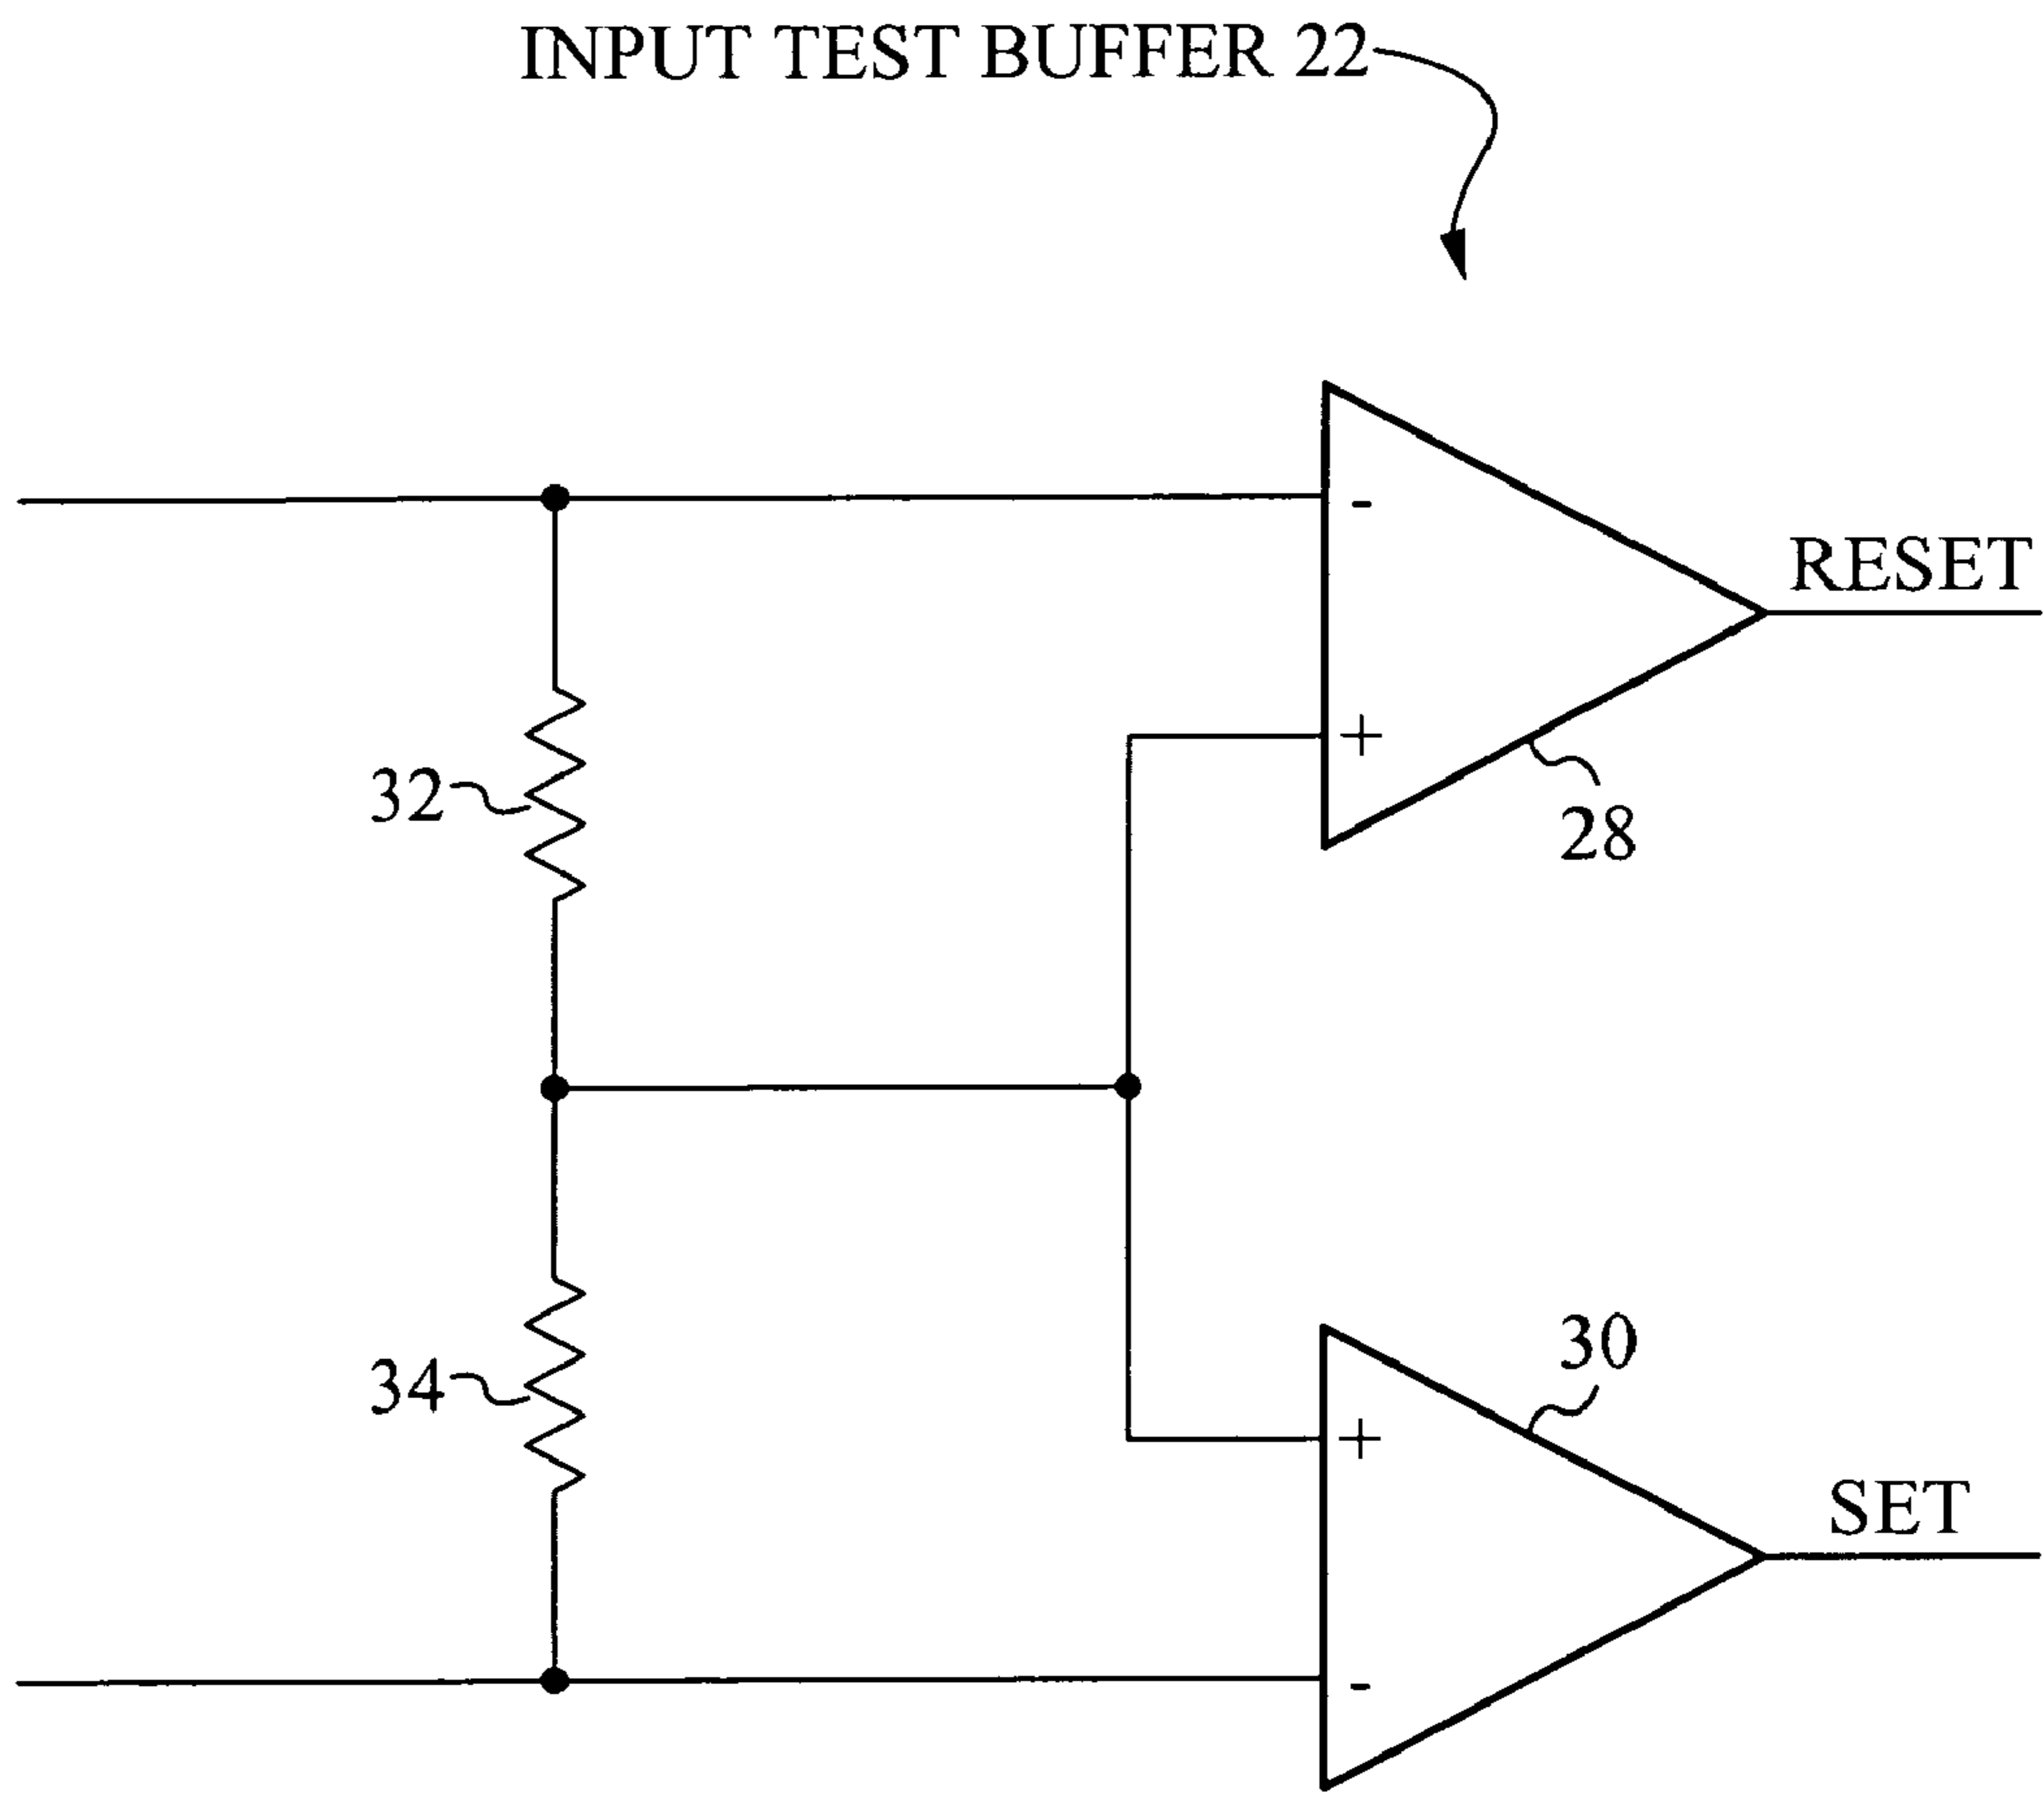 INPUT TEST BUFFER 22
-
RESET
+
32
28
30
34
+
SET
-